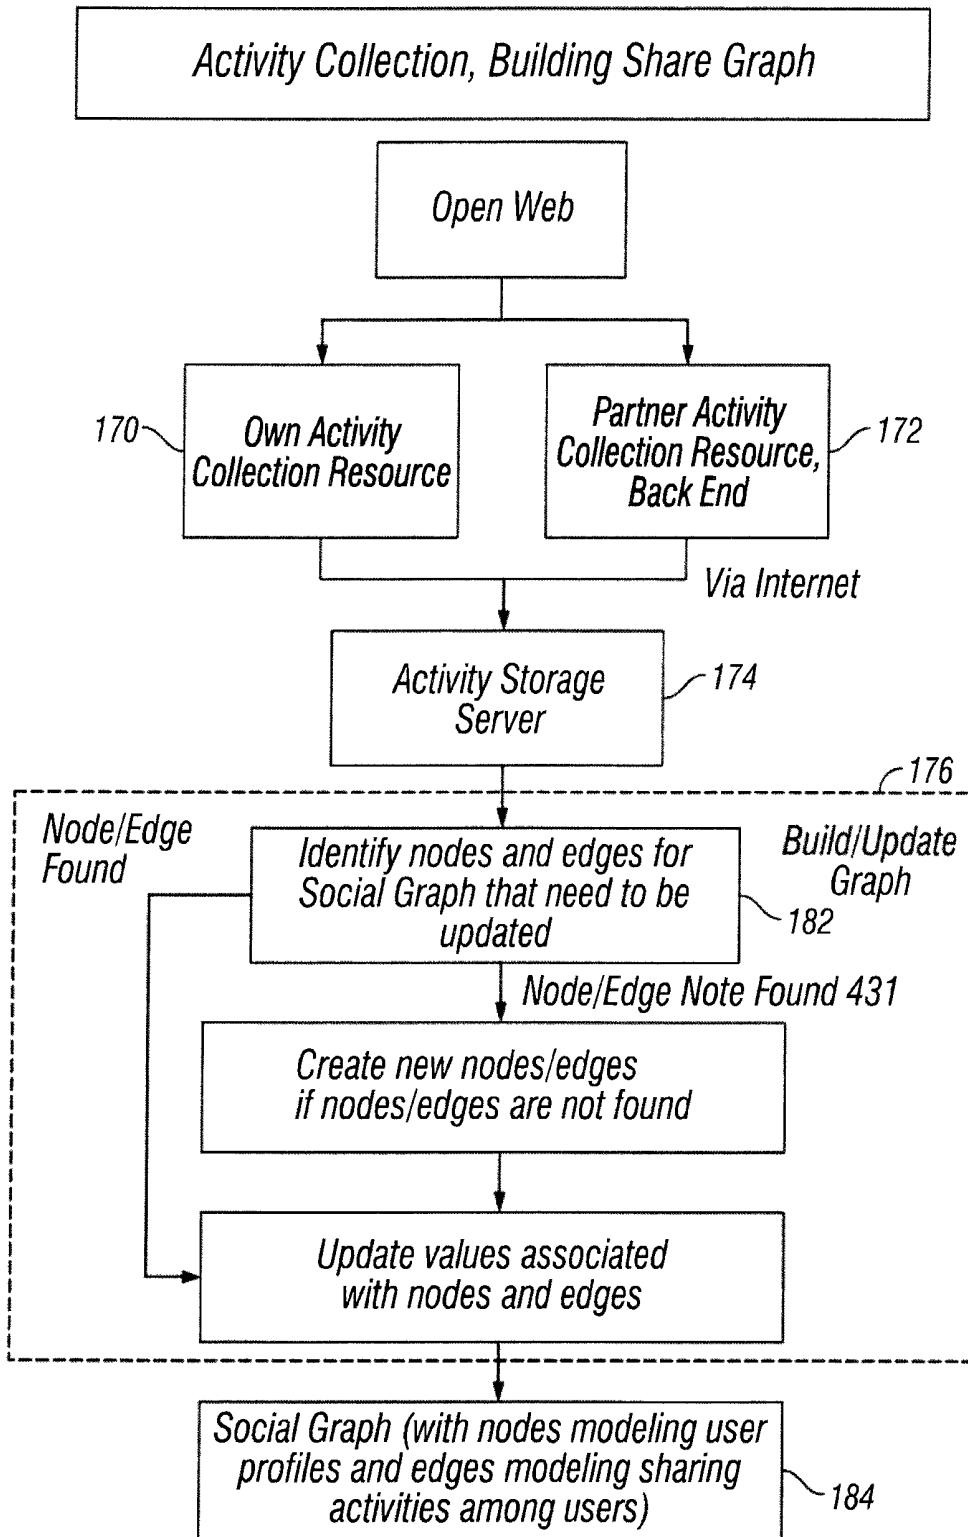 Activity Collection, Building Share Graph
Open Web
170
Own Activity
Collection Resource
Partner Activity
Collection Resource,
Back End
172
Via Internet
Activity Storage
Server
174
176
Node/Edge
Found
Identify nodes and edges for
Social Graph that need to be
updated
Build/Update
Graph
182
Node/Edge Note Found 431
Create new nodes/edges
if nodes/edges are not found
Update values associated
with nodes and edges
Social Graph (with nodes modeling user
profiles and edges modeling sharing
activities among users)
184